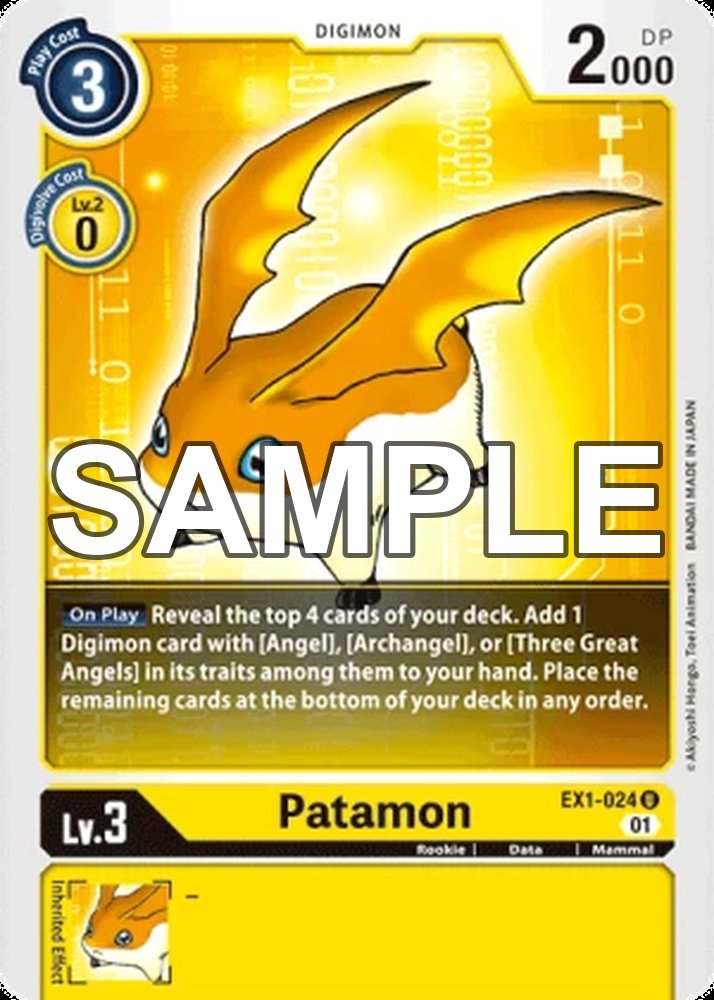 DIGIMON
Play Cost
3
2000
DP
Digivolve Cost
Lv.2
0
SAMPLE
On Play Reveal the top 4 cards of your deck. Add 1
Digimon card with [Angel], [Archangel], or [Three Great
Angels] in its traits among them to your hand. Place the
remaining cards at the bottom of your deck in any order.
©Akiyoshi Hongo, Toei Animation BANDAI MADE IN JAPAN
Lv.3
Patamon
EX1-024 U
01
Rookie | Data | Mammal
Inherited Effect
–